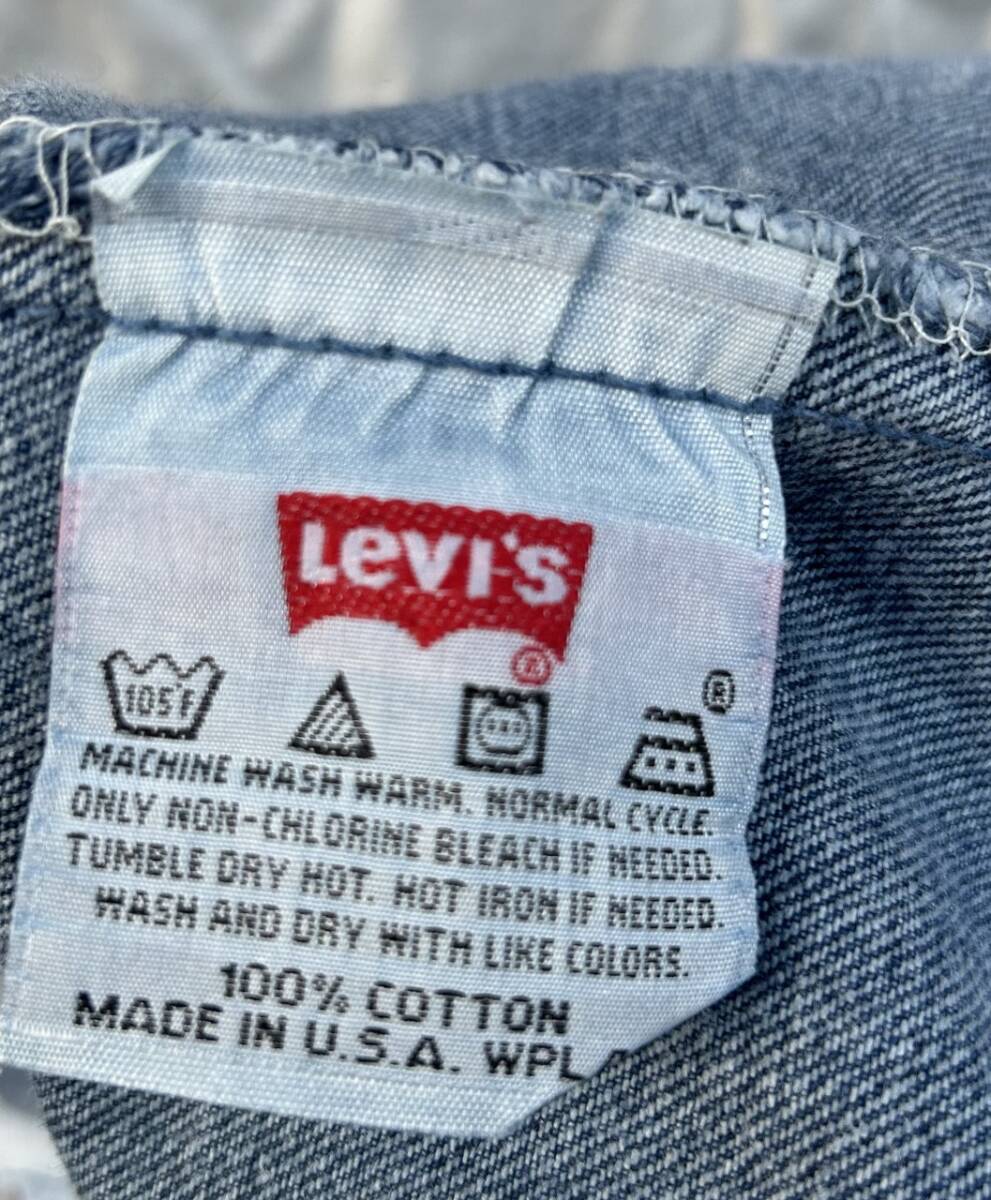 Levi's
®
105°F
®
MACHINE WASH WARM. NORMAL CYCLE.
ONLY NON-CHLORINE BLEACH IF NEEDED.
TUMBLE DRY HOT. HOT IRON IF NEEDED.
WASH AND DRY WITH LIKE COLORS.
100% COTTON
MADE IN U.S.A. WPL